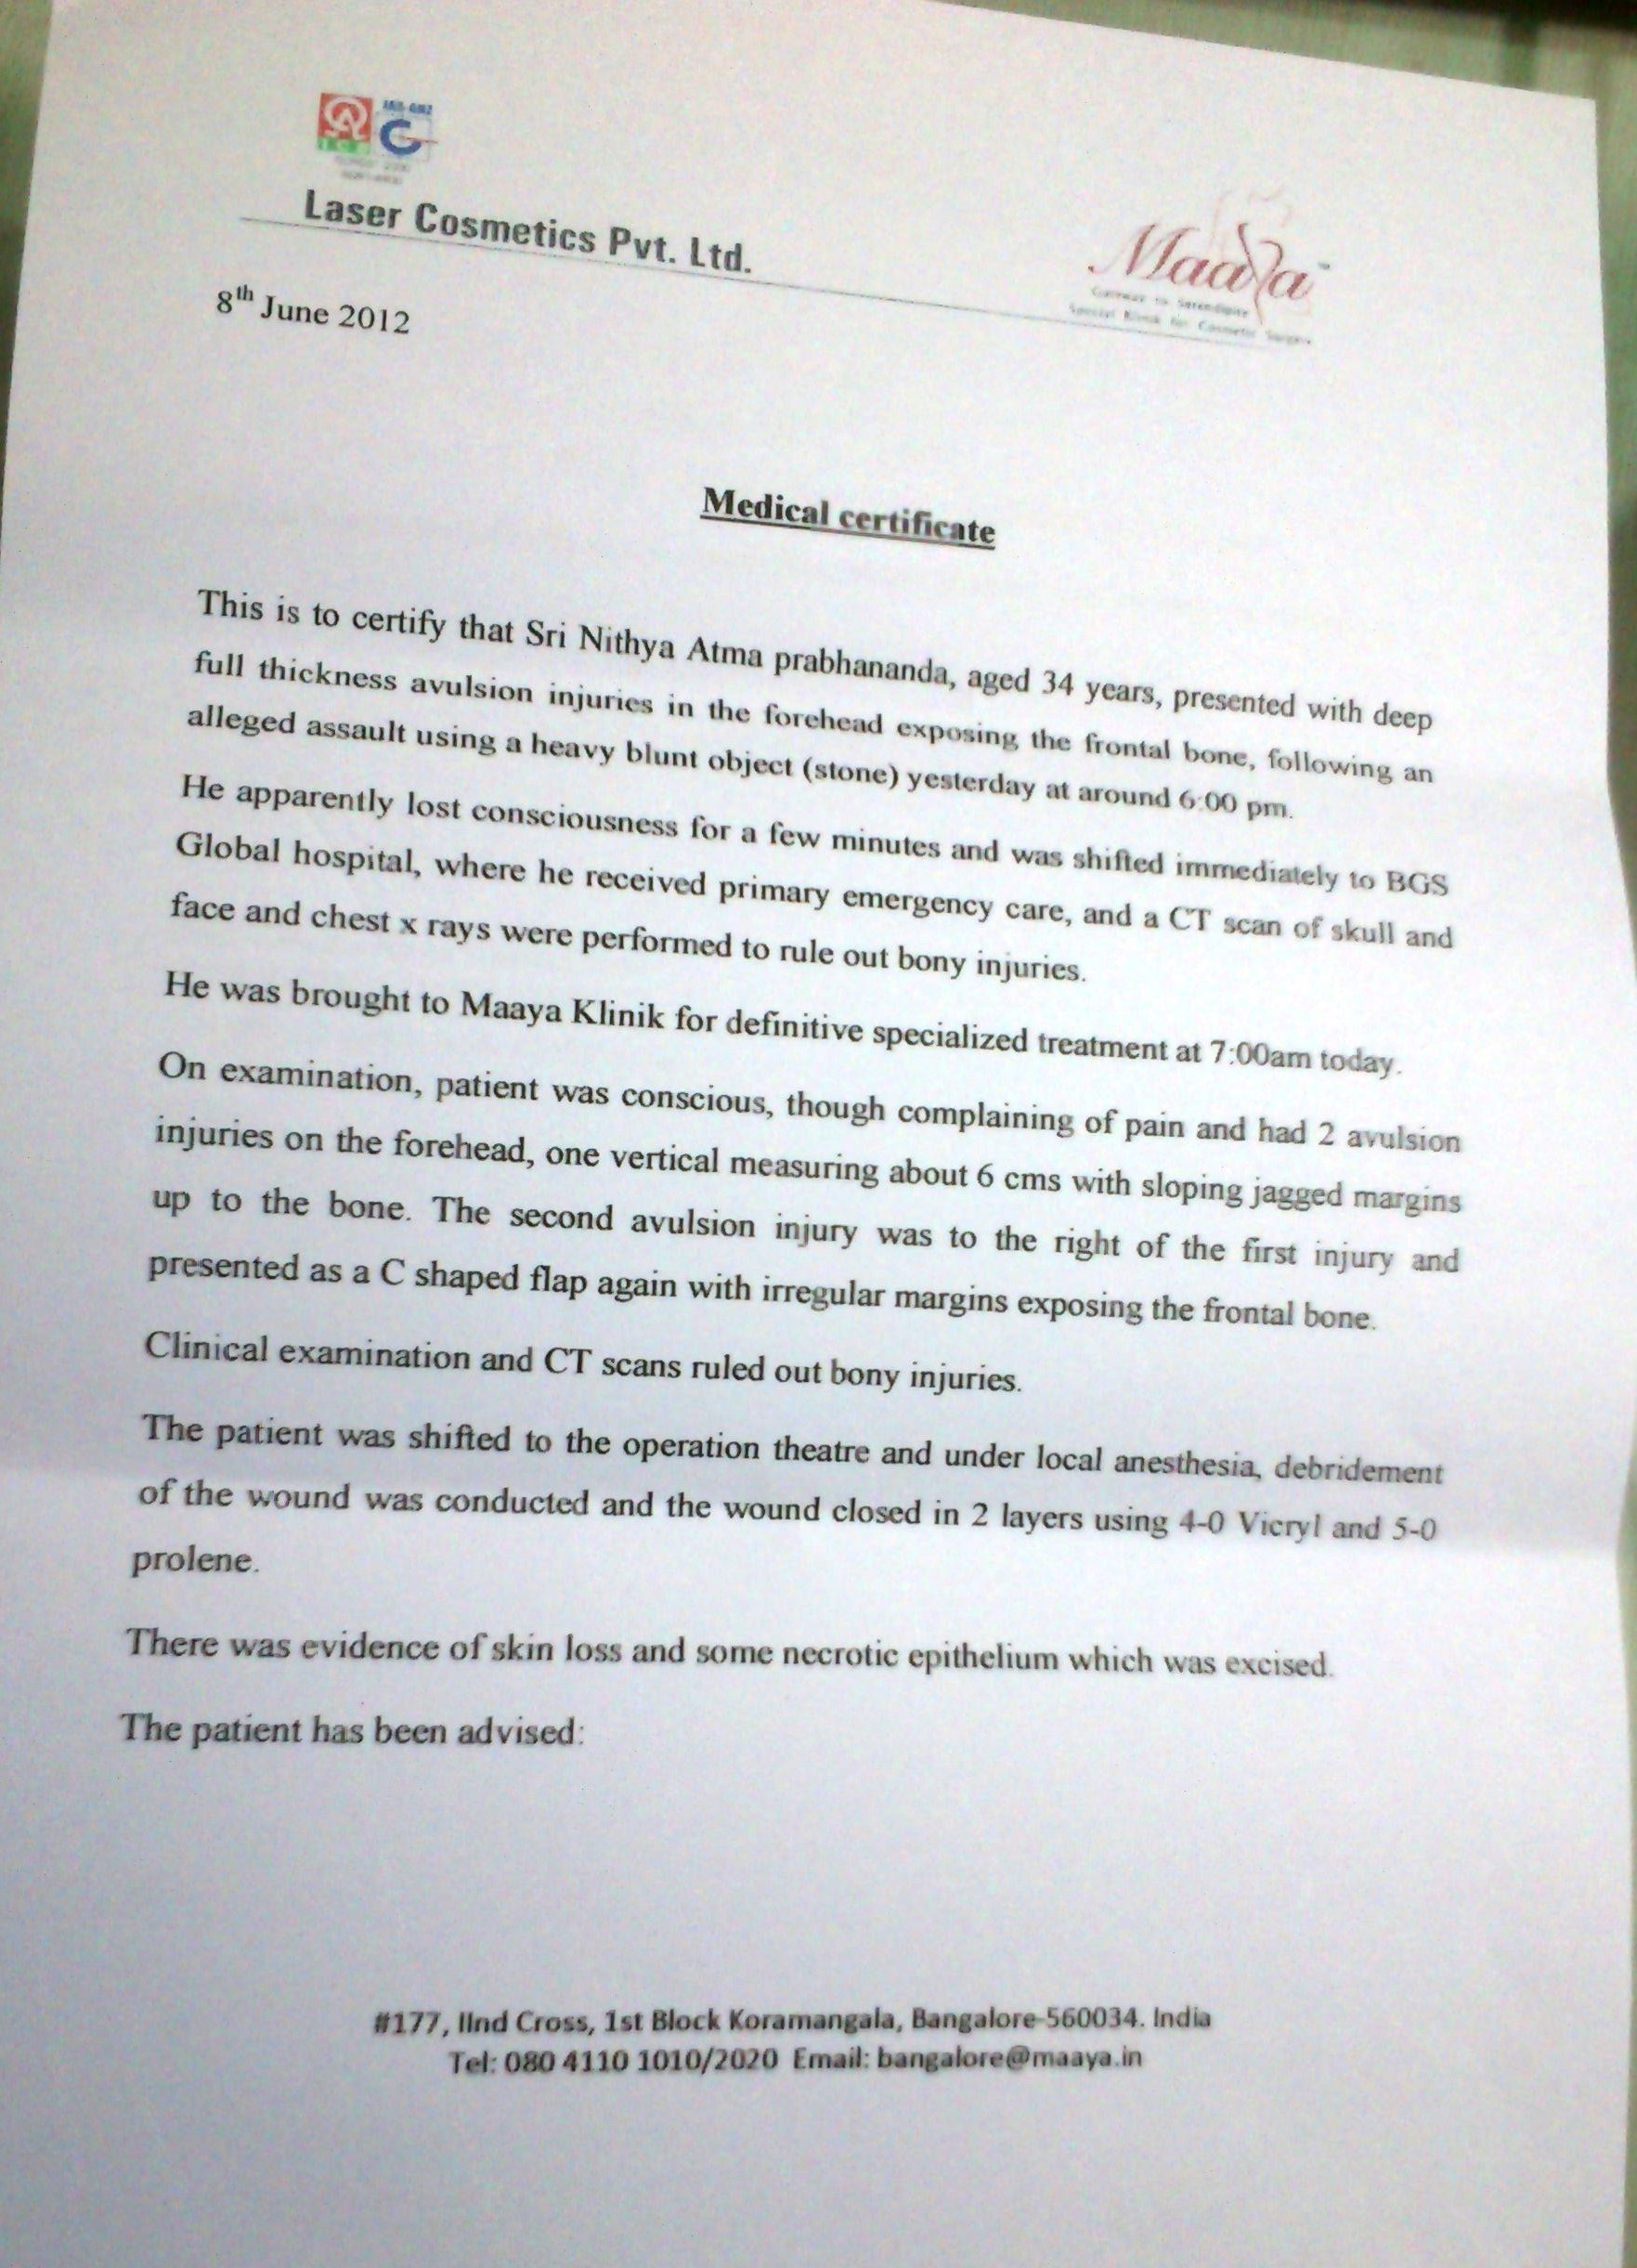 Laser Cosmetics Pvt. Ltd.
Maaya
8th June 2012
Medical certificate
This is to certify that Sri Nithya Atma prabhananda, aged 34 years, presented with deep
full thickness avulsion injuries in the forehead exposing the frontal bone, following an
alleged assault using a heavy blunt object (stone) yesterday at around 6:00 pm.
He apparently lost consciousness for a few minutes and was shifted immediately to BGS
Global hospital, where he received primary emergency care, and a CT scan of skull and
face and chest x rays were performed to rule out bony injuries.
He was brought to Maaya Klinik for definitive specialized treatment at 7:00am today.
On examination, patient was conscious, though complaining of pain and had 2 avulsion
injuries on the forehead, one vertical measuring about 6 cms with sloping jagged margins
up to the bone. The second avulsion injury was to the right of the first injury and
presented as a C shaped flap again with irregular margins exposing the frontal bone.
Clinical examination and CT scans ruled out bony injuries.
The patient was shifted to the operation theatre and under local anesthesia, debridement
of the wound was conducted and the wound closed in 2 layers using 4-0 Vicryl and 5-0
prolene.
There was evidence of skin loss and some necrotic epithelium which was excised.
The patient has been advised:
#177, IInd Cross, 1st Block Koramangala, Bangalore-560034. India
Tel: 080 4110 1010/2020 Email: bangalore@maaya.in